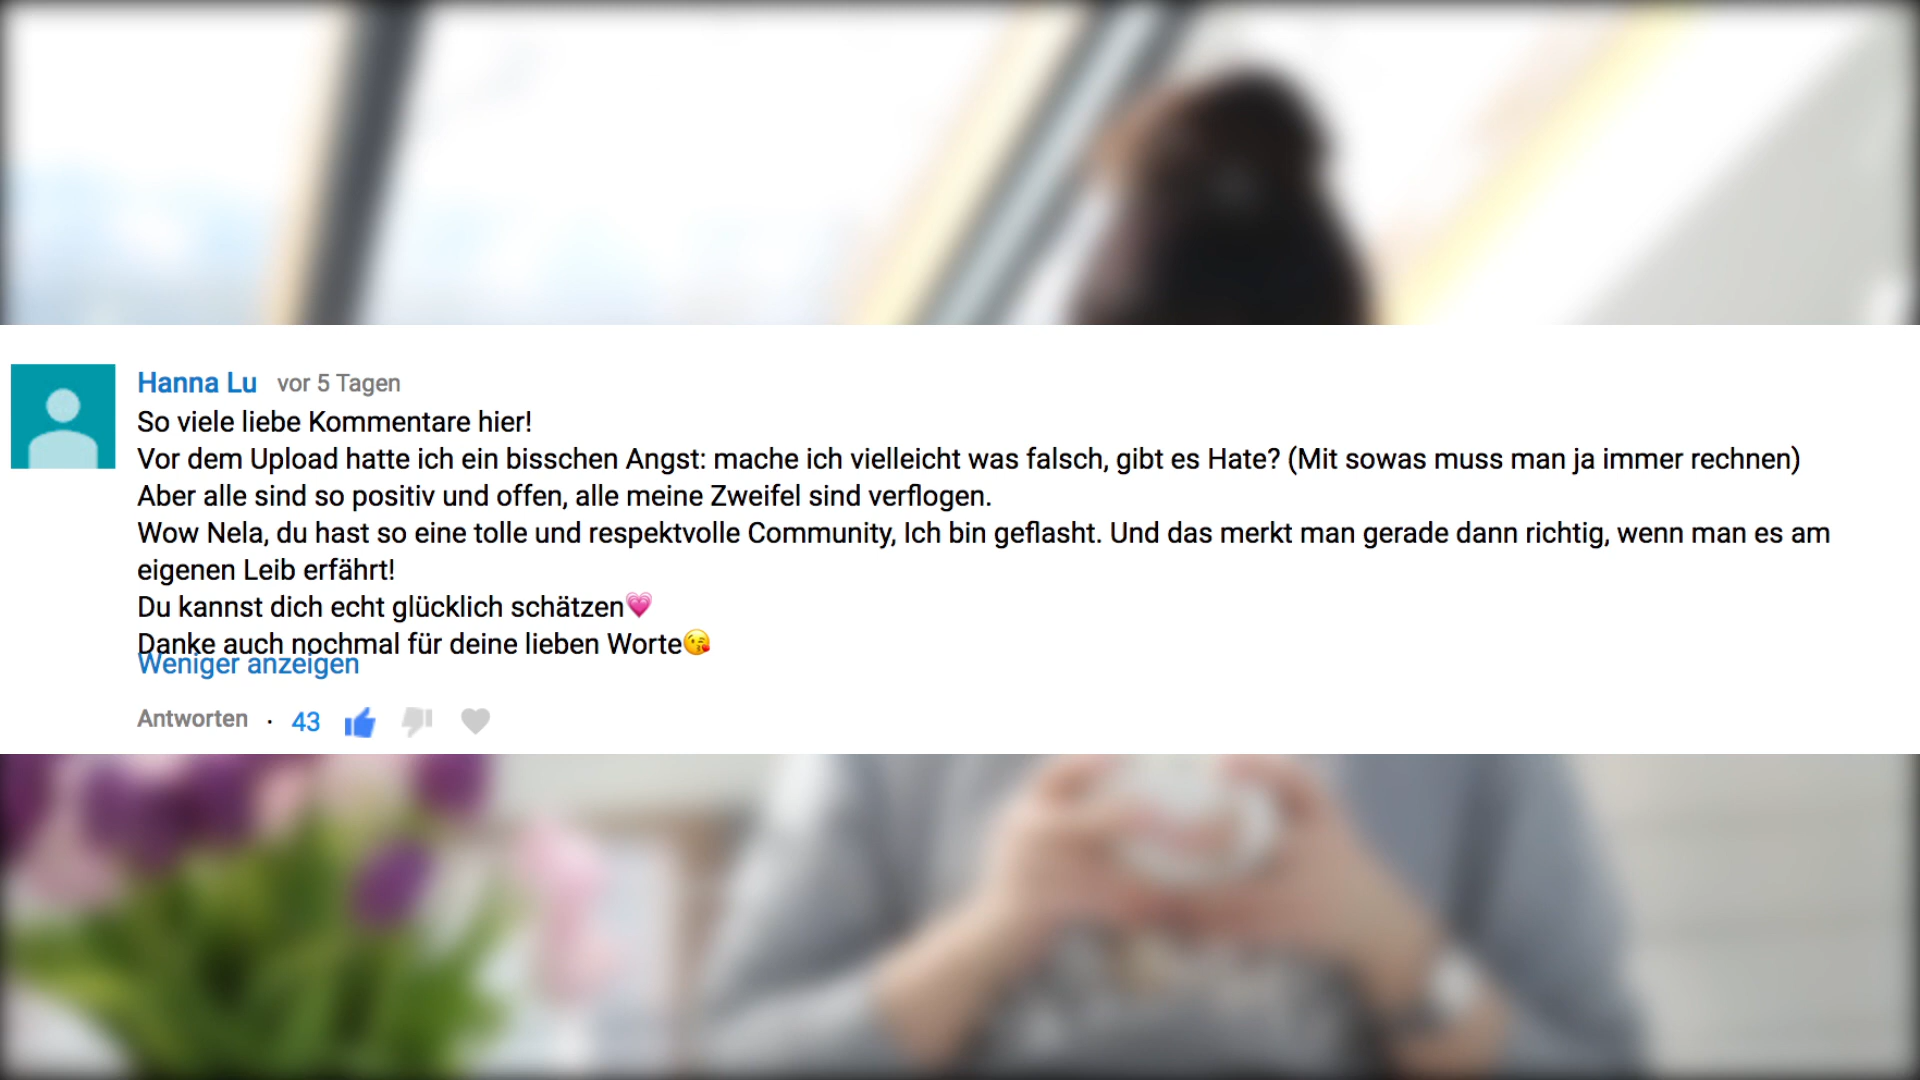 Hanna Lu vor 5 Tagen
So viele liebe Kommentare hier!
Vor dem Upload hatte ich ein bisschen Angst: mache ich vielleicht was falsch, gibt es Hate? (Mit sowas muss man ja immer rechnen)
Aber alle sind so positiv und offen, alle meine Zweifel sind verflogen.
Wow Nela, du hast so eine tolle und respektvolle Community, Ich bin geflasht. Und das merkt man gerade dann richtig, wenn man es am
eigenen Leib erfährt!
Du kannst dich echt glücklich schätzen💗
Danke auch nochmal für deine lieben Worte😘
Weniger anzeigen
Antworten · 43